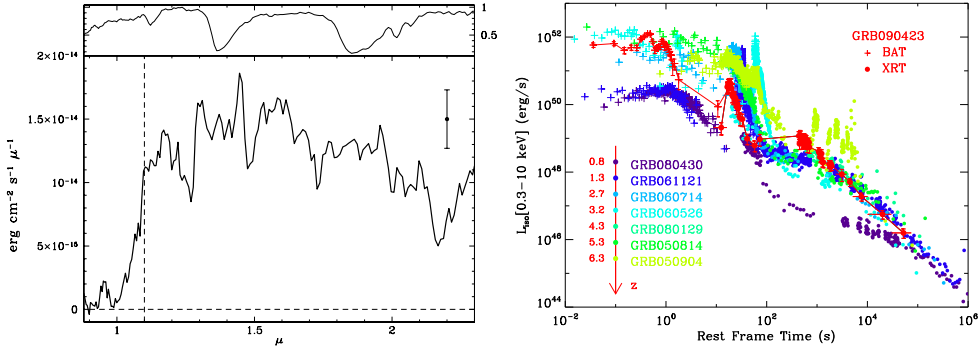 1
0.5
2×10⁻¹⁴
1.5×10⁻¹⁴
10⁻¹⁴
5×10⁻¹⁵
0
erg cm⁻² s⁻¹ μ⁻¹
1
1.5
2
μ
10⁵²
10⁵⁰
10⁴⁸
10⁴⁶
10⁴⁴
L_iso[0.3−10 keV] (erg/s)
GRB090423
+ BAT
● XRT
0.8 GRB080430
1.3 GRB061121
2.7 GRB060714
3.2 GRB060526
4.3 GRB080129
5.3 GRB050814
6.3 GRB050904
z
10⁻² 10⁰ 10² 10⁴ 10⁶
Rest Frame Time (s)